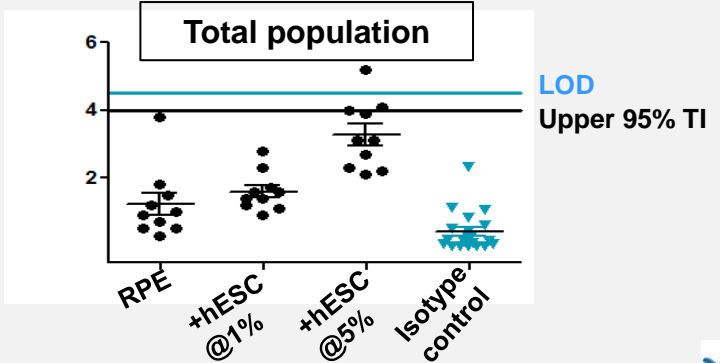 Total population
6
4
2
LOD
Upper 95% TI
RPE
+hESC
@1%
+hESC
@5%
Isotype
control